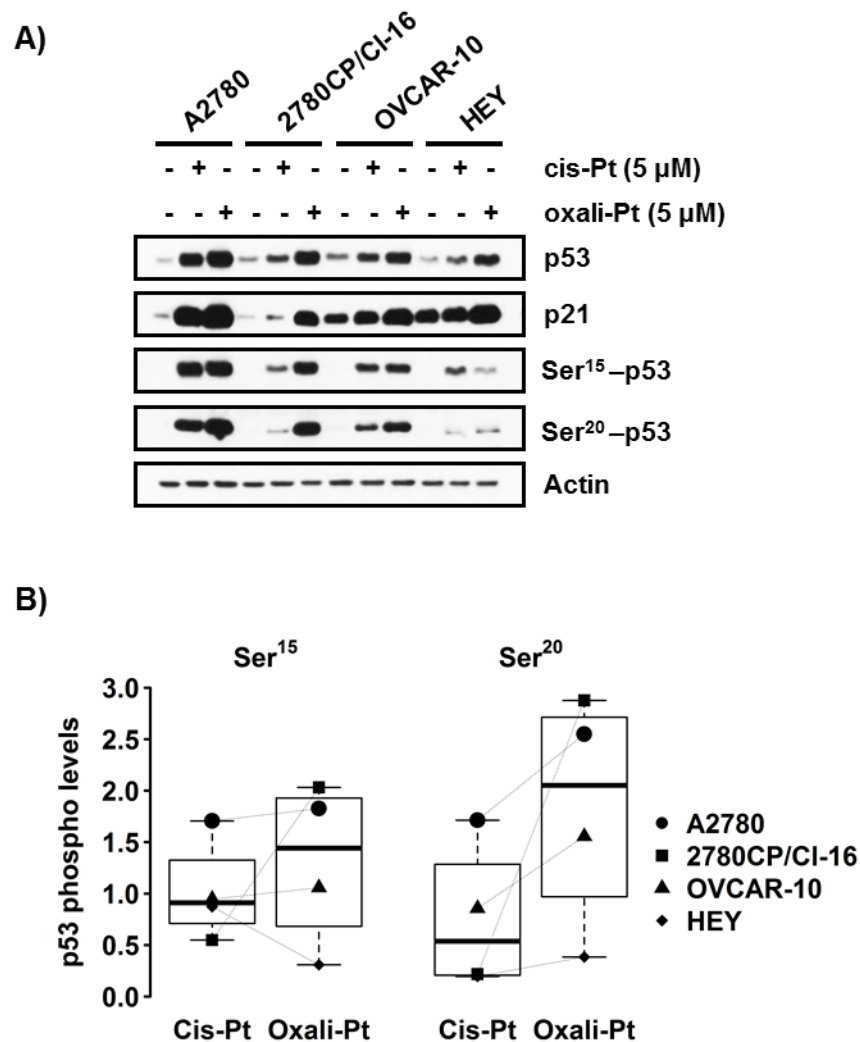 A)
A2780 2780CP/CI-16 OVCAR-10 HEY
- + - - + - - + - - + - cis-Pt (5 µM)
- - + - - + - - + - - + oxali-Pt (5 µM)
p53
p21
Ser¹⁵–p53
Ser²⁰–p53
Actin
B)
Ser¹⁵ Ser²⁰
p53 phospho levels
3.0
2.5
2.0
1.5
1.0
0.5
0.0
A2780
2780CP/CI-16
OVCAR-10
HEY
Cis-Pt Oxali-Pt Cis-Pt Oxali-Pt